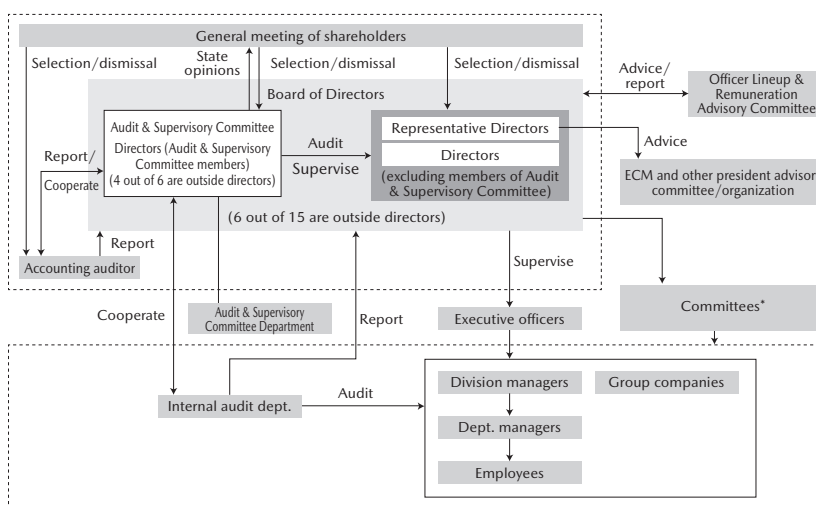 General meeting of shareholders
Selection/dismissal
State
opinions
Selection/dismissal
Selection/dismissal
Board of Directors
Advice/
report
Officer Lineup &
Remuneration
Advisory Committee
Audit & Supervisory Committee
Directors (Audit & Supervisory
Committee members)
(4 out of 6 are outside directors)
Audit
Supervise
Representative Directors
Directors
(excluding members of Audit
& Supervisory Committee)
Advice
ECM and other president advisor
committee/organization
Report/
Cooperate
(6 out of 15 are outside directors)
Report
Accounting auditor
Supervise
Cooperate
Audit & Supervisory
Committee Department
Report
Executive officers
Committees*
Internal audit dept.
Audit
Division managers
Group companies
Dept. managers
Employees